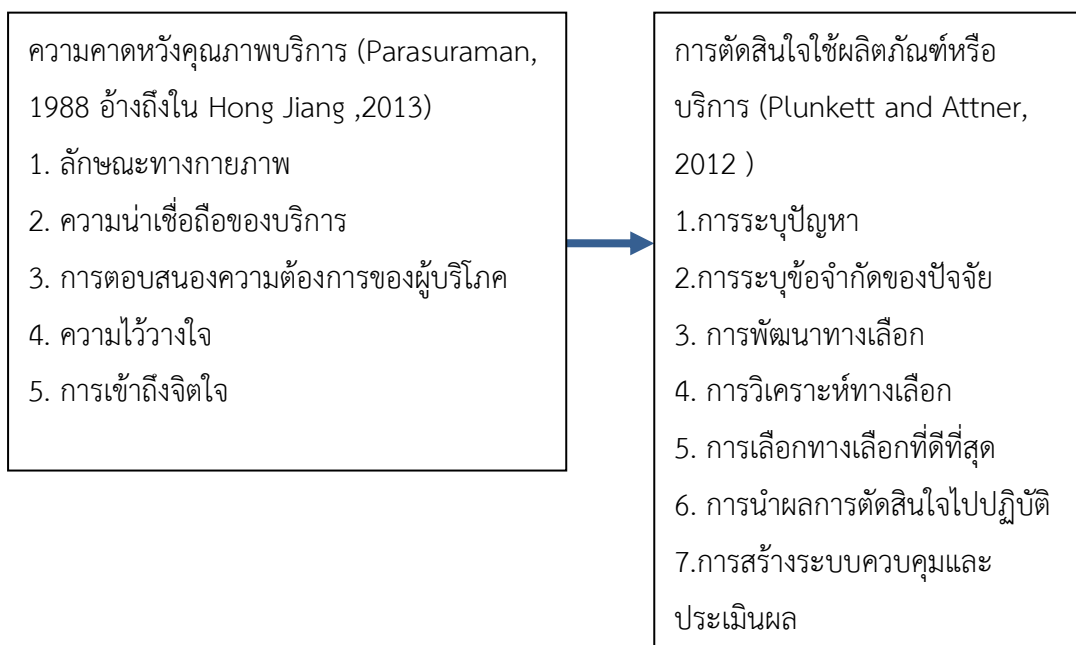 ความคาดหวังคุณภาพบริการ (Parasuraman,
1988 อ้างถึงใน Hong Jiang ,2013)
1. ลักษณะทางกายภาพ
2. ความน่าเชื่อถือของบริการ
3. การตอบสนองความต้องการของผู้บริโภค
4. ความไว้วางใจ
5. การเข้าถึงจิตใจ
การตัดสินใจใช้ผลิตภัณฑ์หรือ
บริการ (Plunkett and Attner,
2012 )
1.การระบุปัญหา
2.การระบุข้อจำกัดของปัจจัย
3. การพัฒนาทางเลือก
4. การวิเคราะห์ทางเลือก
5. การเลือกทางเลือกที่ดีที่สุด
6. การนำผลการตัดสินใจไปปฏิบัติ
7.การสร้างระบบควบคุมและ
ประเมินผล